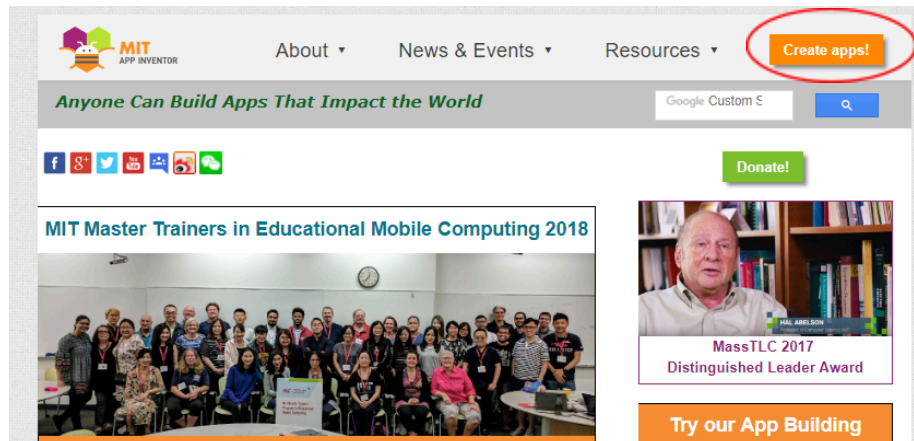 MIT
APP INVENTOR
About ▾
News & Events ▾
Resources ▾
Create apps!
Anyone Can Build Apps That Impact the World
Google Custom S
Donate!
MIT Master Trainers in Educational Mobile Computing 2018
HAL ABELSON
MassTLC 2017
Distinguished Leader Award
Try our App Building